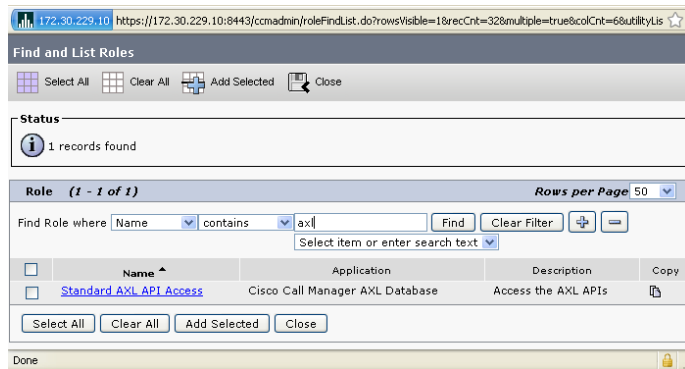 172.30.229.10 https://172.30.229.10:8443/ccmadmin/roleFindList.do?rowsVisible=1&recCnt=32&multiple=true&colCnt=6&utilityLis
Find and List Roles
Select All Clear All Add Selected Close
Status
1 records found
Role (1 - 1 of 1) Rows per Page 50
Find Role where Name contains axl Find Clear Filter
Select item or enter search text
Name Application Description Copy
Standard AXL API Access Cisco Call Manager AXL Database Access the AXL APIs
Select All Clear All Add Selected Close
Done